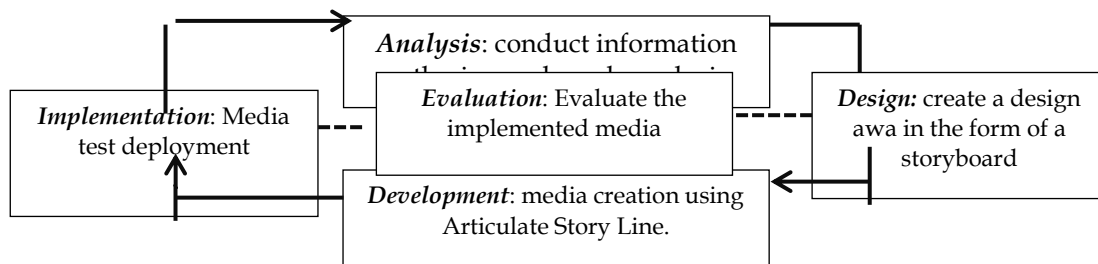 Analysis: conduct information
Evaluation: Evaluate the
implemented media
Implementation: Media
test deployment
Design: create a design
awa in the form of a
storyboard
Development: media creation using
Articulate Story Line.